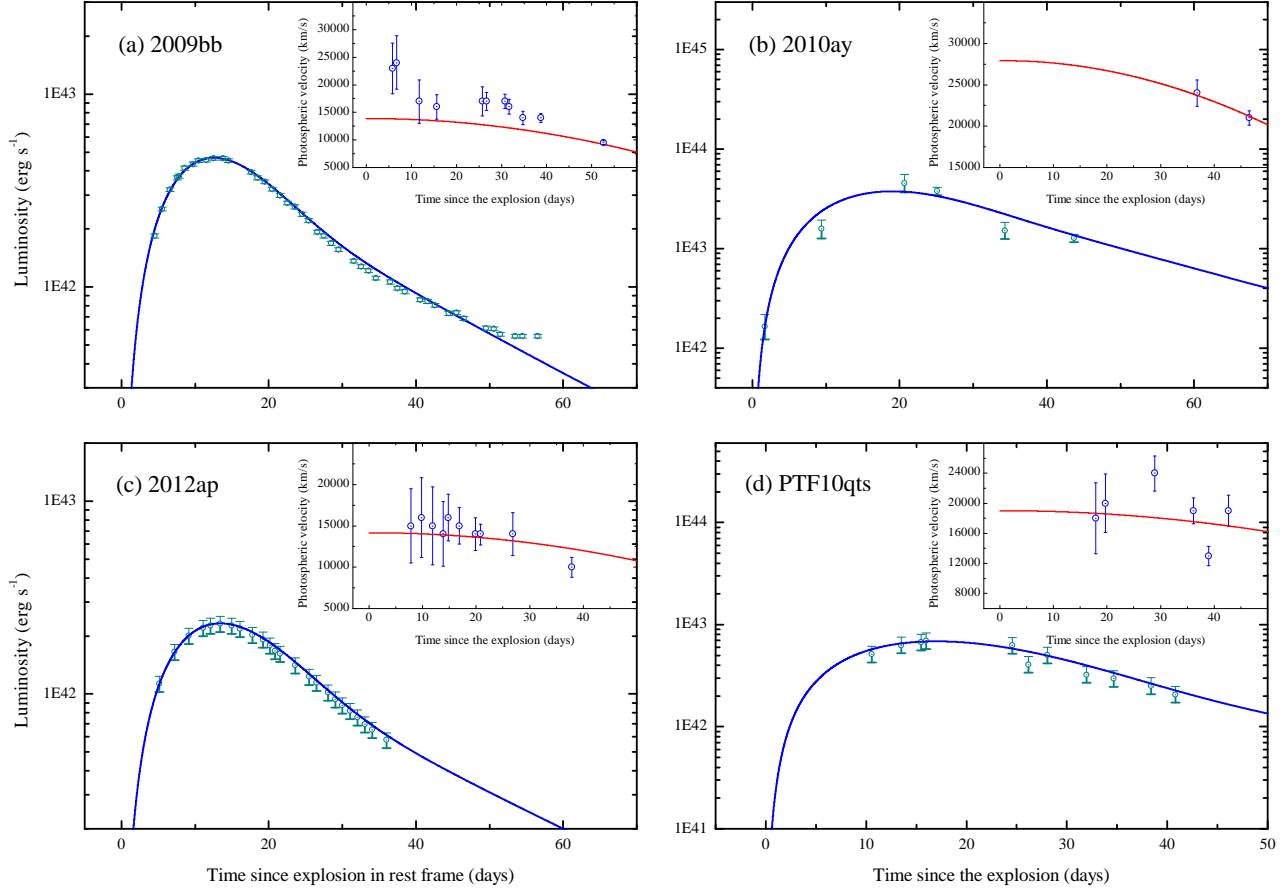 (a) 2009bb
Luminosity (erg s⁻¹)
1E43
1E42
0 20 40 60
Photospheric velocity (km/s)
30000
25000
20000
15000
10000
5000
0 10 20 30 40 50
Time since the explosion (days)
(b) 2010ay
1E45
1E44
1E43
1E42
0 20 40 60
Photospheric velocity (km/s)
30000
25000
20000
15000
0 10 20 30 40
Time since the explosion (days)
(c) 2012ap
Luminosity (erg s⁻¹)
1E43
1E42
0 20 40 60
Time since explosion in rest frame (days)
Photospheric velocity (km/s)
20000
15000
10000
5000
0 10 20 30 40
Time since the explosion (days)
(d) PTF10qts
1E44
1E43
1E42
1E41
0 10 20 30 40 50
Time since the explosion (days)
Photospheric velocity (km/s)
24000
20000
16000
12000
8000
0 10 20 30 40
Time since the explosion (days)